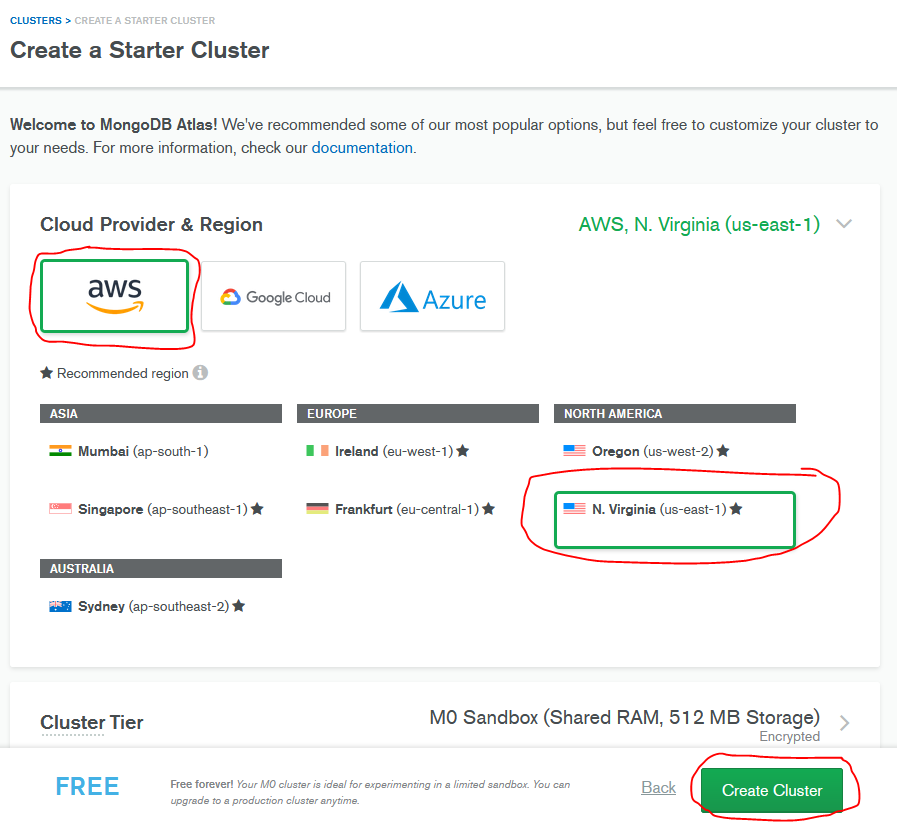 CLUSTERS > CREATE A STARTER CLUSTER
Create a Starter Cluster
Welcome to MongoDB Atlas! We've recommended some of our most popular options, but feel free to customize your cluster to
your needs. For more information, check our documentation.
Cloud Provider & Region
AWS, N. Virginia (us-east-1)
aws
Google Cloud
Azure
★ Recommended region
ASIA
EUROPE
NORTH AMERICA
Mumbai (ap-south-1)
Ireland (eu-west-1) ★
Oregon (us-west-2) ★
Singapore (ap-southeast-1) ★
Frankfurt (eu-central-1) ★
N. Virginia (us-east-1) ★
AUSTRALIA
Sydney (ap-southeast-2) ★
Cluster Tier
M0 Sandbox (Shared RAM, 512 MB Storage)
Encrypted
FREE
Free forever! Your M0 cluster is ideal for experimenting in a limited sandbox. You can
upgrade to a production cluster anytime.
Back
Create Cluster